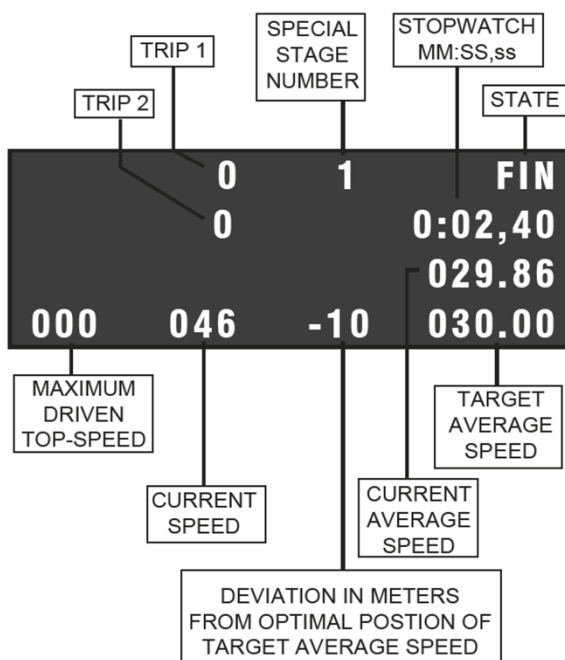 TRIP 1
TRIP 2
SPECIAL
STAGE
NUMBER
STOPWATCH
MM:SS,ss
STATE
0 1 FIN
0 0:02,40
029.86
000 046 -10 030.00
MAXIMUM
DRIVEN
TOP-SPEED
CURRENT
SPEED
CURRENT
AVERAGE
SPEED
TARGET
AVERAGE
SPEED
DEVIATION IN METERS
FROM OPTIMAL POSTION OF
TARGET AVERAGE SPEED